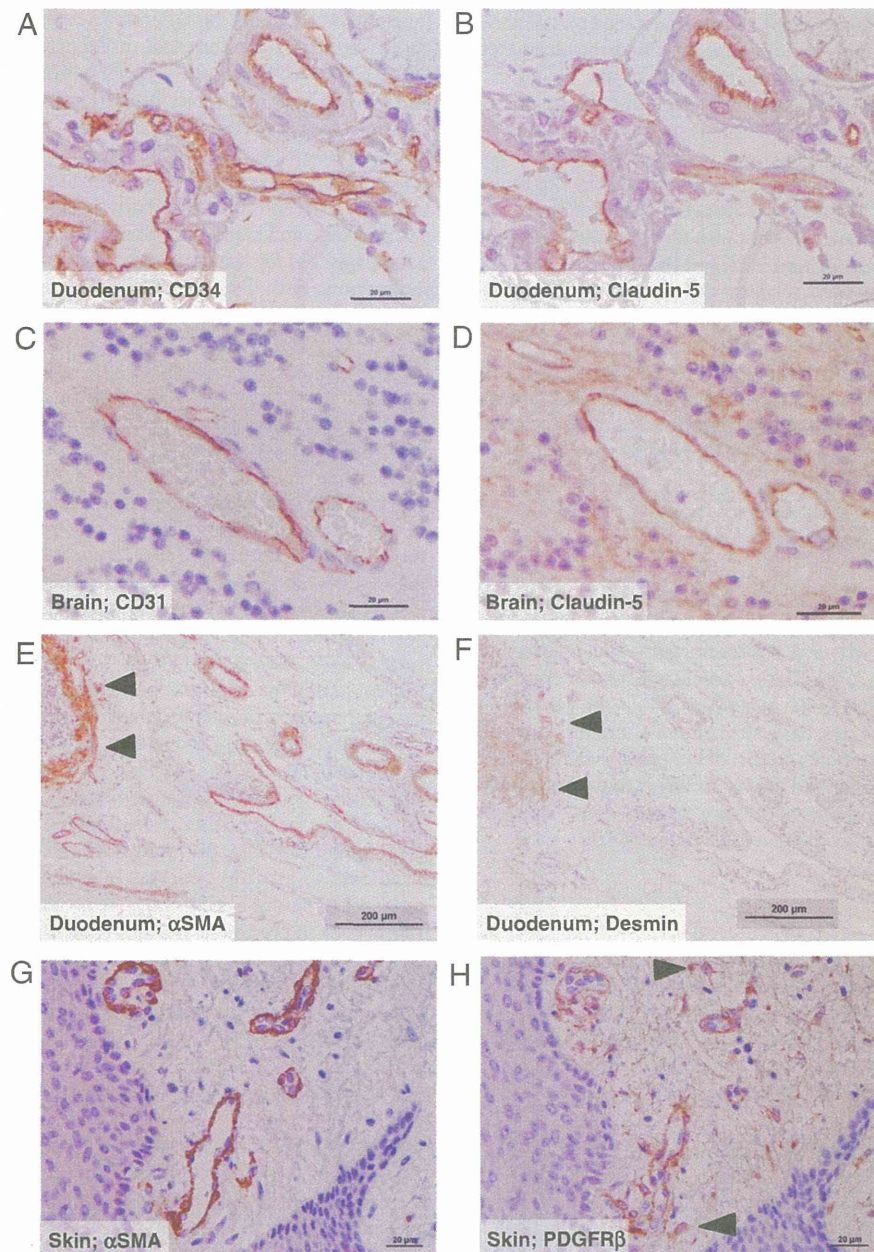 A
B
20 µm
20 µm
Duodenum; CD34
Duodenum; Claudin-5
C
D
20 µm
20 µm
Brain; CD31
Brain; Claudin-5
E
F
200 µm
200 µm
Duodenum; αSMA
Duodenum; Desmin
G
H
20 µm
20 µm
Skin; αSMA
Skin; PDGFRβ